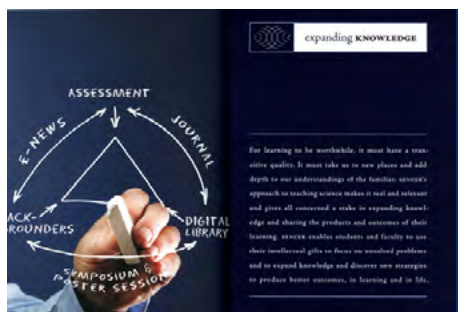 ASSESSMENT
E-NEWS
JOURNAL
ACK-
GROUNDERS
DIGITAL
LIBRARY
SYMPOSIUM &
POSTER SESSION
expanding KNOWLEDGE
For learning to be worthwhile, it must have a tran-
sitive quality. It must take us to new places and add
depth to our understandings of the familiar. SENCER's
approach to teaching science makes it real and relevant
and gives all concerned a stake in expanding knowl-
edge and sharing the products and outcomes of their
learning. SENCER enables students and faculty to use
their intellectual gifts to focus on unsolved problems
and to expand knowledge and discover new strategies
to produce better outcomes, in learning and in life.